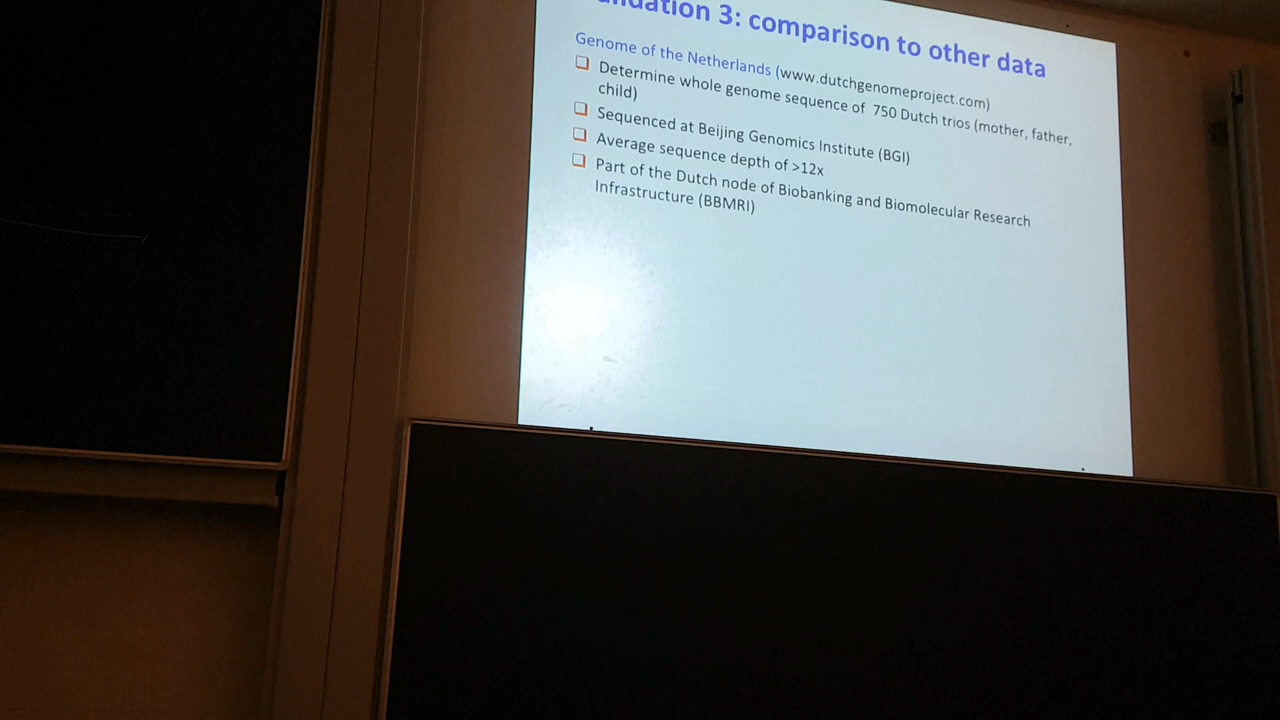 3: comparison to other data
Genome of the Netherlands (www.dutchgenomeproject.com)
Determine whole genome sequence of 750 Dutch trios (mother, father,
child)
Sequenced at Beijing Genomics Institute (BGI)
Average sequence depth of >12x
Part of the Dutch node of Biobanking and Biomolecular Research
Infrastructure (BBMRI)